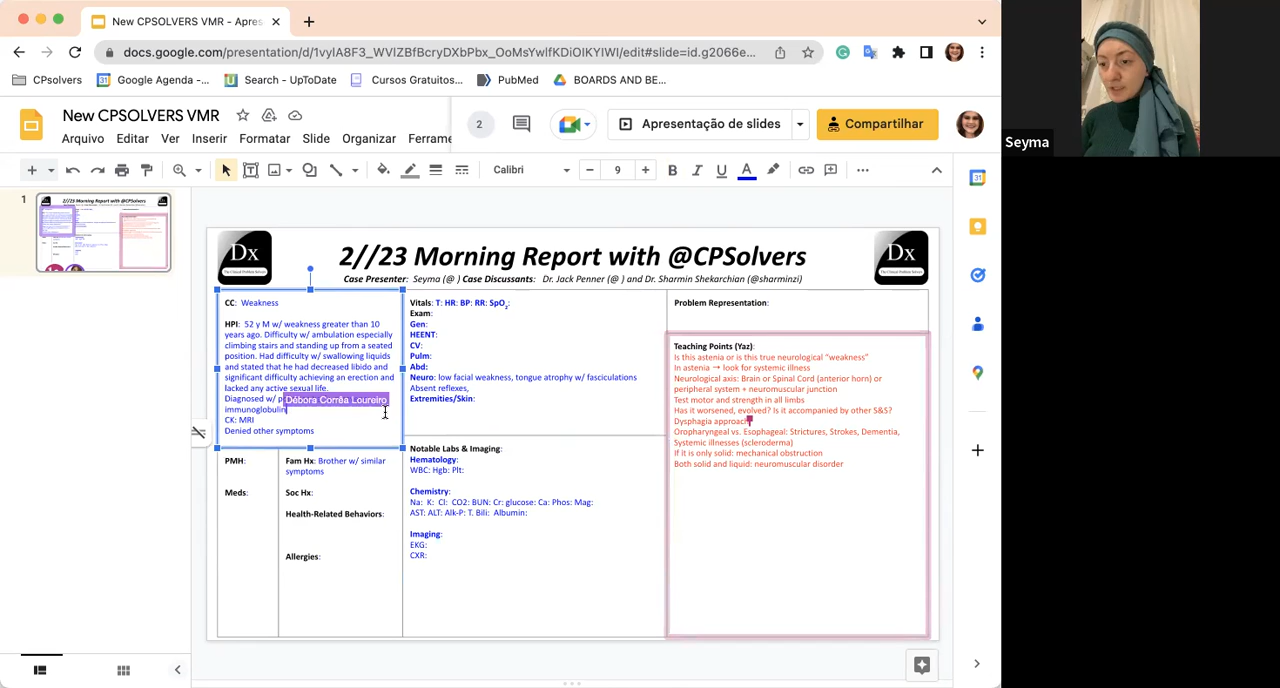 New CPSOLVERS VMR - Apres
docs.google.com/presentation/d/1vyIA8F3_WVIZBfBcryDXbPbx_OoMsYwlfKDiOIKYIWI/edit#slide=id.g2066e...
CPsolvers
Google Agenda -...
Search - UpToDate
Cursos Gratuitos...
PubMed
BOARDS AND BE...
New CPSOLVERS VMR
Arquivo Editar Ver Inserir Formatar Slide Organizar Ferrame
2
Apresentação de slides
Compartilhar
Calibri
9
Seyma
1
Dx
2//23 Morning Report with @CPSolvers
Case Presenter: Seyma (@ ) Case Discussants: Dr. Jack Penner (@ ) and Dr. Sharmin Shekarchian (@sharminzi)
Dx
CC: Weakness
HPI: 52 y M w/ weakness greater than 10
years ago. Difficulty w/ ambulation especially
climbing stairs and standing up from a seated
position. Had difficulty w/ swallowing liquids
and stated that he had decreased libido and
significant difficulty achieving an erection and
lacked any active sexual life.
Diagnosed w/ p
Débora Corrêa Loureiro
immunoglobulin
CK: MRI
Denied other symptoms
PMH:
Meds:
Fam Hx: Brother w/ similar
symptoms
Soc Hx:
Health-Related Behaviors:
Allergies:
Vitals: T: HR: BP: RR: SpO2:
Exam:
Gen:
HEENT:
CV:
Pulm:
Abd:
Neuro: low facial weakness, tongue atrophy w/ fasciculations
Absent reflexes,
Extremities/Skin:
Notable Labs & Imaging:
Hematology:
WBC: Hgb: Plt:
Chemistry:
Na: K: Cl: CO2: BUN: Cr: glucose: Ca: Phos: Mag:
AST: ALT: Alk-P: T. Bili: Albumin:
Imaging:
EKG:
CXR:
Problem Representation:
Teaching Points (Yaz):
Is this astenia or is this true neurological “weakness”
In astenia → look for systemic illness
Neurological axis: Brain or Spinal Cord (anterior horn) or
peripheral system + neuromuscular junction
Test motor and strength in all limbs
Has it worsened, evolved? Is it accompanied by other S&S?
Dysphagia approach
Oropharyngeal vs. Esophageal: Strictures, Strokes, Dementia,
Systemic illnesses (scleroderma)
If it is only solid: mechanical obstruction
Both solid and liquid: neuromuscular disorder